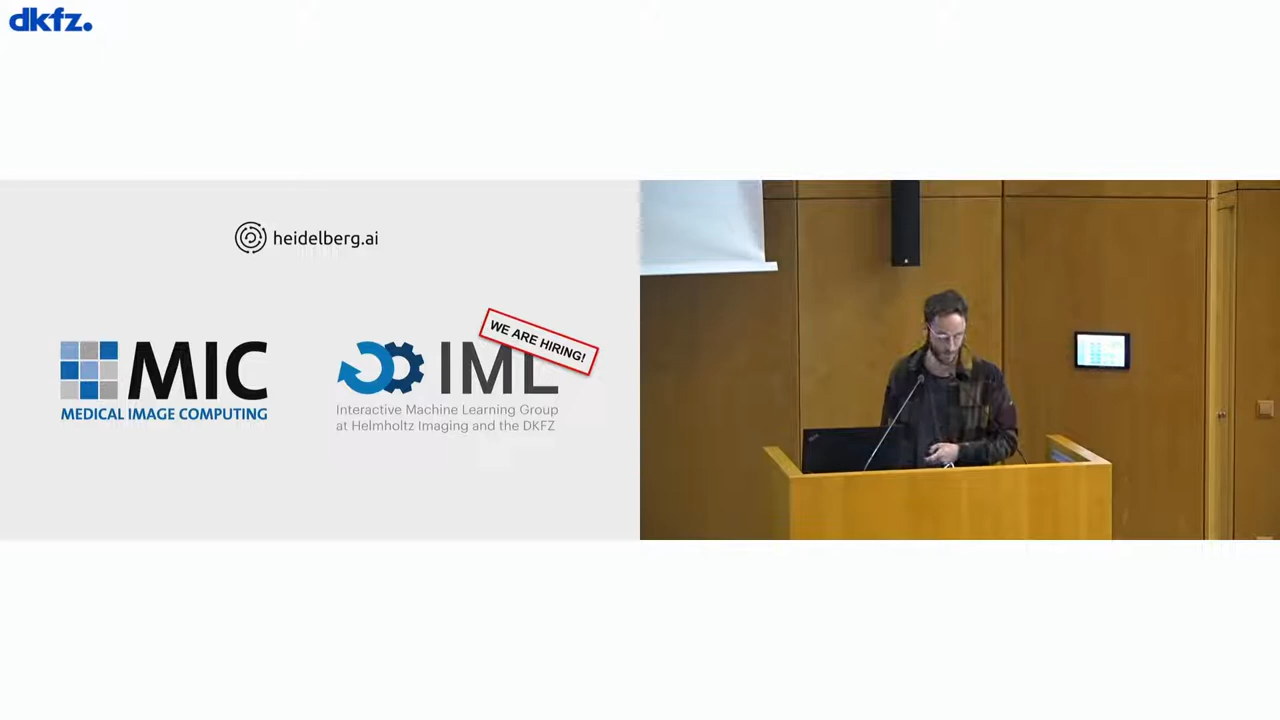 dkfz.
heidelberg.ai
MIC
MEDICAL IMAGE COMPUTING
WE ARE HIRING!
IML
Interactive Machine Learning Group
at Helmholtz Imaging and the DKFZ